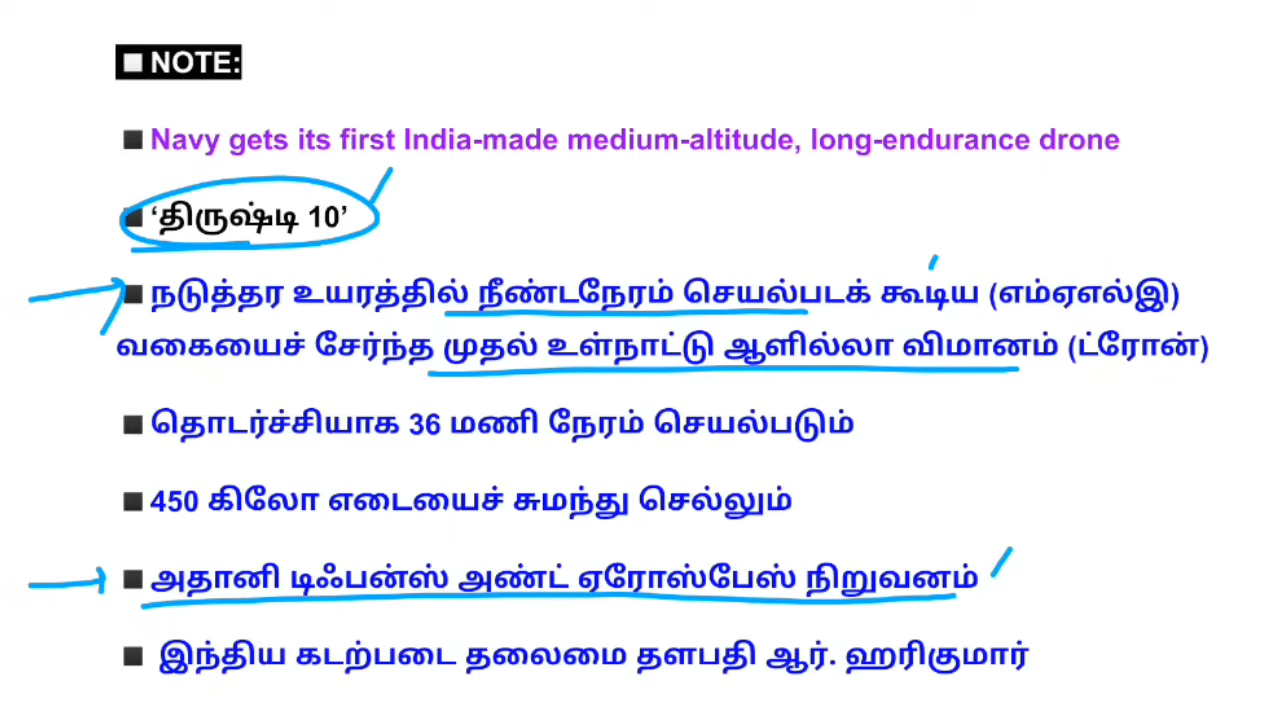 ◻ NOTE:
◼ Navy gets its first India-made medium-altitude, long-endurance drone
◼ ‘திருஷ்டி 10’
◼ நடுத்தர உயரத்தில் நீண்டநேரம் செயல்படக் கூடிய (எம்ஏஎல்இ)
வகையைச் சேர்ந்த முதல் உள்நாட்டு ஆளில்லா விமானம் (ட்ரோன்)
◼ தொடர்ச்சியாக 36 மணி நேரம் செயல்படும்
◼ 450 கிலோ எடையைச் சுமந்து செல்லும்
◼ அதானி டிஃபன்ஸ் அண்ட் ஏரோஸ்பேஸ் நிறுவனம்
◼ இந்திய கடற்படை தலைமை தளபதி ஆர். ஹரிகுமார்